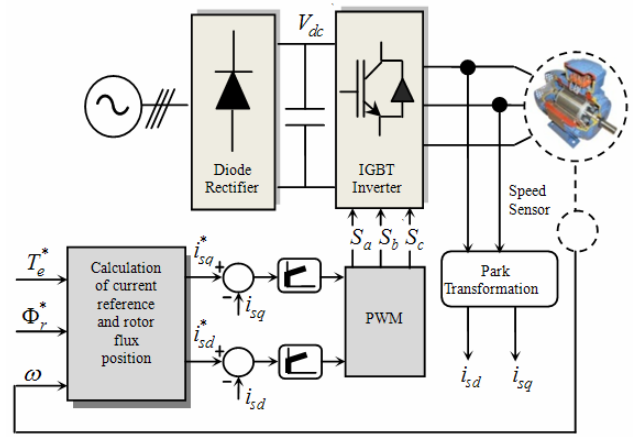 V_dc
Diode
Rectifier
IGBT
Inverter
Speed
Sensor
S_a S_b S_c
T_e^*
Φ_r^*
ω
Calculation
of current
reference
and rotor
flux
position
i_sq^*
+
−
i_sq
i_sd^*
+
−
i_sd
PWM
Park
Transformation
i_sd i_sq